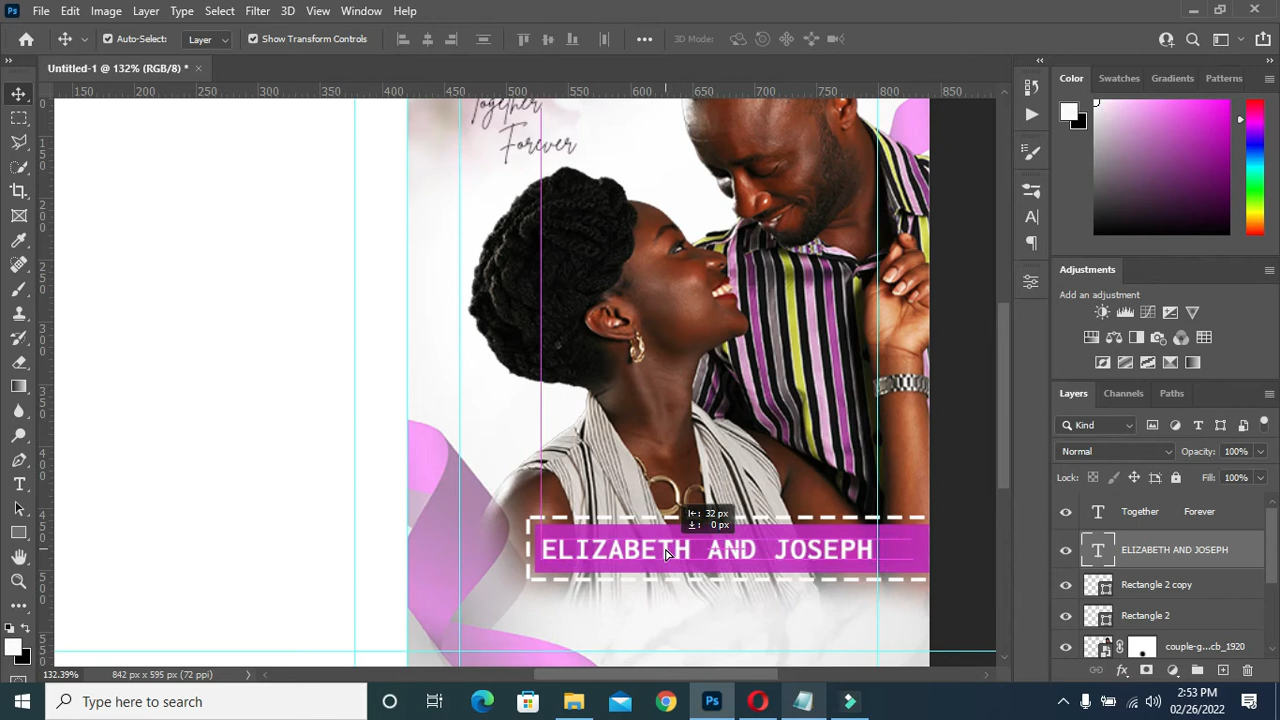 Ps File Edit Image Layer Type Select Filter 3D View Window Help
Auto-Select: Layer Show Transform Controls 3D Mode:
Untitled-1 @ 132% (RGB/8) *
150 200 250 300 350 400 450 500 550 600 650 700 750 800 850
Together
Forever
32 px
0 px
ELIZABETH AND JOSEPH
Color Swatches Gradients Patterns
Adjustments
Add an adjustment
Layers Channels Paths
Kind
Normal Opacity: 100%
Lock: Fill: 100%
T Together Forever
T ELIZABETH AND JOSEPH
Rectangle 2 copy
Rectangle 2
couple-g...cb_1920
132.39% 842 px x 595 px (72 ppi)
Type here to search
Ps
2:53 PM
02/26/2022